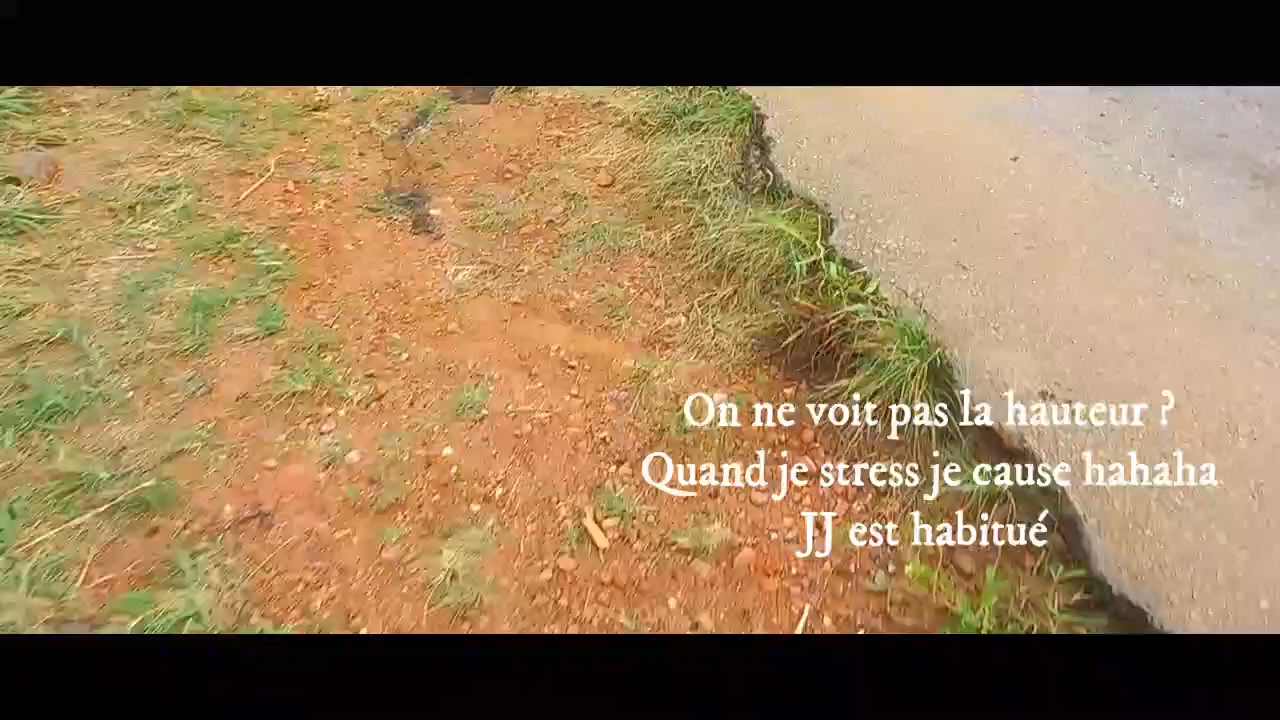 On ne voit pas la hauteur ?
Quand je stress je cause hahaha
JJ est habitué